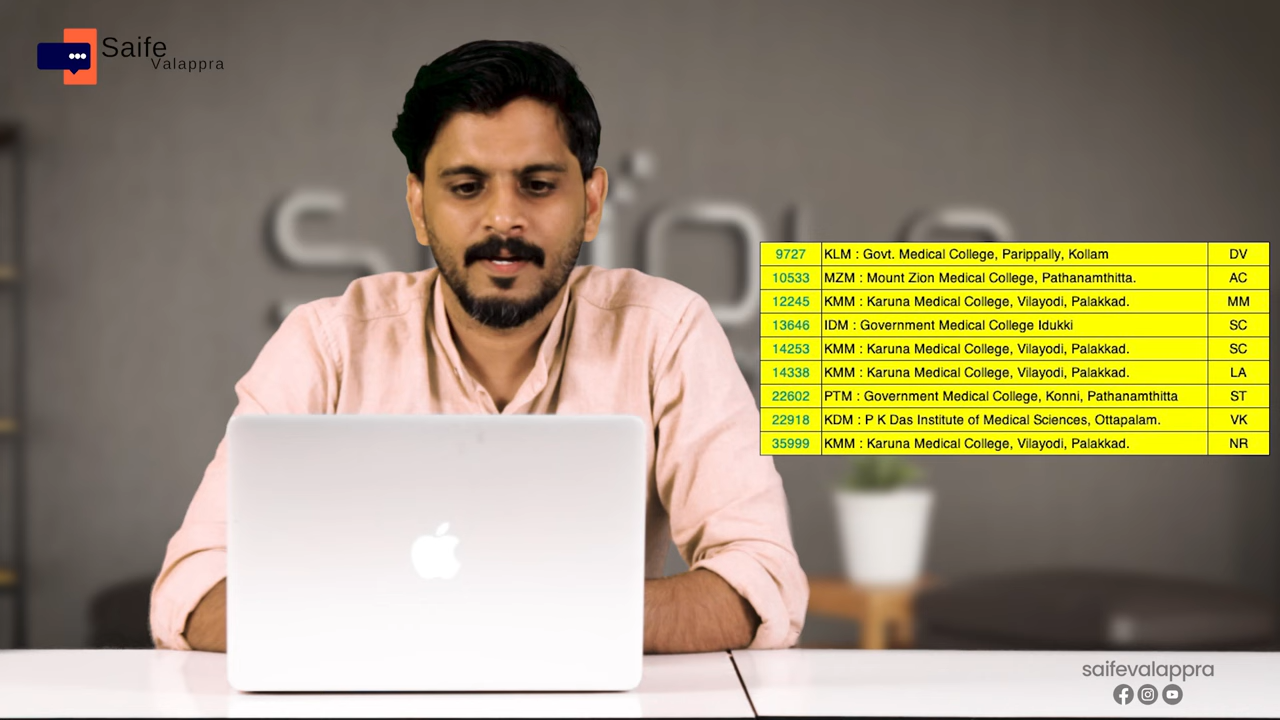 Saife
Valappra
9727 KLM : Govt. Medical College, Parippally, Kollam DV
10533 MZM : Mount Zion Medical College, Pathanamthitta. AC
12245 KMM : Karuna Medical College, Vilayodi, Palakkad. MM
13646 IDM : Government Medical College Idukki SC
14253 KMM : Karuna Medical College, Vilayodi, Palakkad. SC
14338 KMM : Karuna Medical College, Vilayodi, Palakkad. LA
22602 PTM : Government Medical College, Konni, Pathanamthitta ST
22918 KDM : P K Das Institute of Medical Sciences, Ottapalam. VK
35999 KMM : Karuna Medical College, Vilayodi, Palakkad. NR
saifevalappra